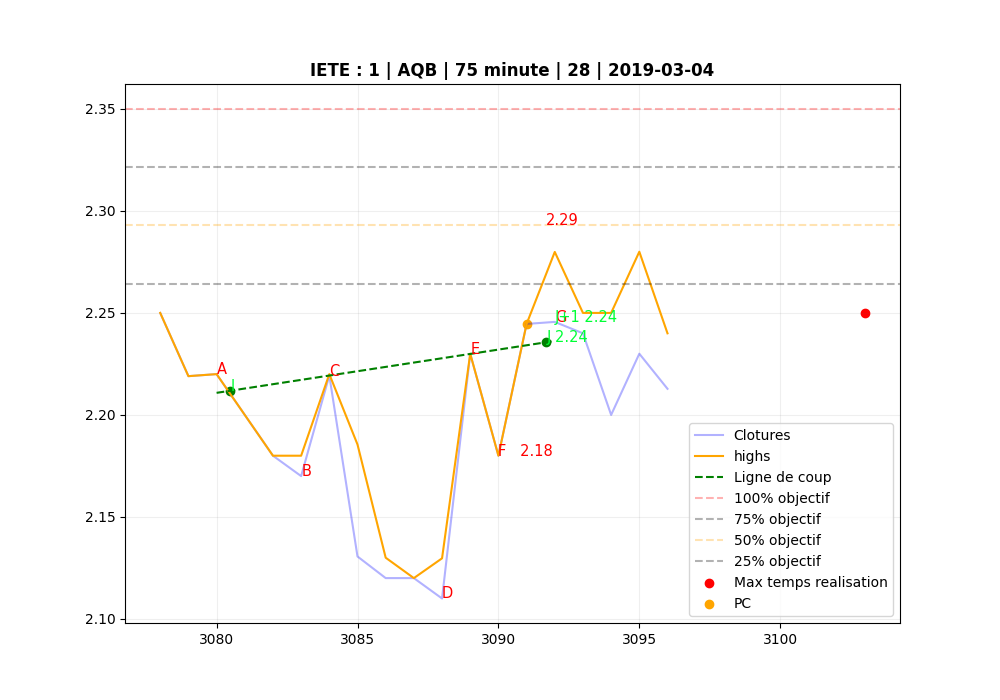 IETE : 1 | AQB | 75 minute | 28 | 2019-03-04
2.35
2.30
2.29
2.25
G
J+1 2.24
J 2.24
E
A
C
J
2.20
F 2.18
B
2.15
D
2.10
Clotures
highs
Ligne de coup
100% objectif
75% objectif
50% objectif
25% objectif
Max temps realisation
PC
3080
3085
3090
3095
3100